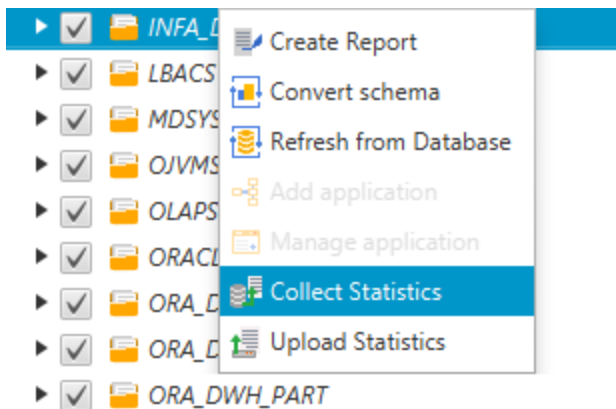 INFA_D
Create Report
LBACS
Convert schema
MDSYS
Refresh from Database
OJVMS
Add application
OLAPS
Manage application
ORACL
Collect Statistics
ORA_D
Upload Statistics
ORA_D
ORA_DWH_PART